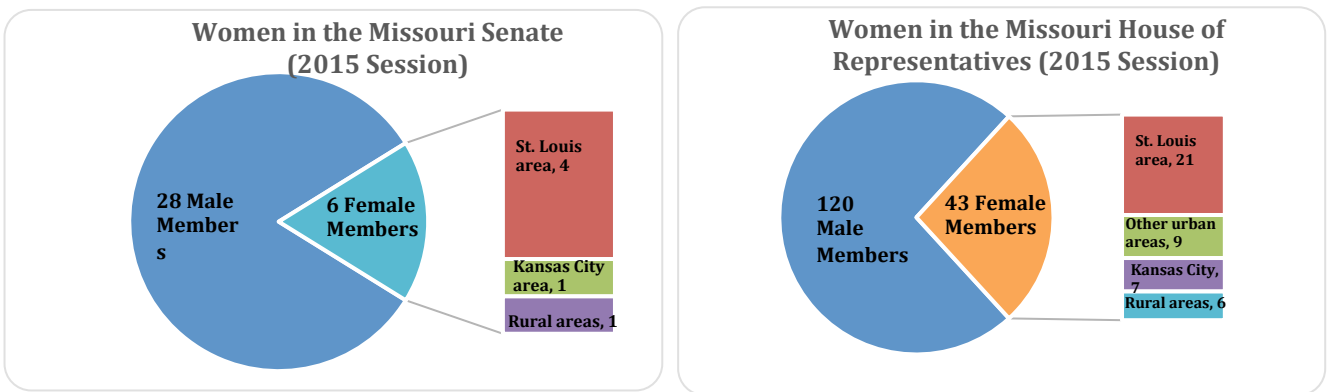 Women in the Missouri Senate
(2015 Session)
28 Male
Member
s
6 Female
Members
St. Louis
area, 4
Kansas City
area, 1
Rural areas, 1
Women in the Missouri House of
Representatives (2015 Session)
120
Male
Members
43 Female
Members
St. Louis
area, 21
Other urban
areas, 9
Kansas City,
7
Rural areas, 6